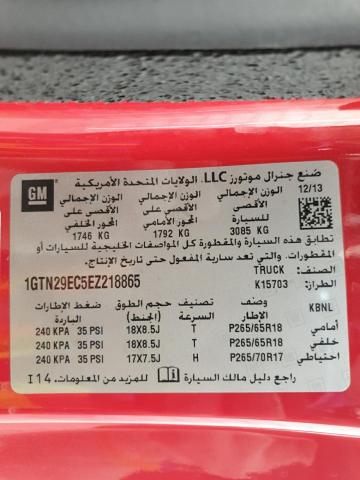 GM
صنع جنرال موتورز LLC. الولايات المتحدة الأمريكية
12/13
الوزن الإجمالي الأقصى للسيارة 3085 KG
الوزن الإجمالي الأقصى على 1792 KG
الوزن الإجمالي الأقصى على 1746 KG
تطابق هذه السيارة والمقطورة كل المواصفات الخليجية للسيارات أو
المقطورات. والتي تعد سارية المفعول حتى تاريخ الإنتاج.
الصنف: TRUCK
1GTN29EC5EZ218865
الطراز: K15703
KBNL
وصف الإطار تصنيف السرعة حجم الطوق (الجنط) ضغط الإطارات الباردة
أمامي P265/65R18 T 18X8.5J 240 KPA 35 PSI
خلفي P265/65R18 T 18X8.5J 240 KPA 35 PSI
احتياطي P265/70R17 H 17X7.5J 240 KPA 35 PSI
راجع دليل مالك السيارة للمزيد من المعلومات. I14